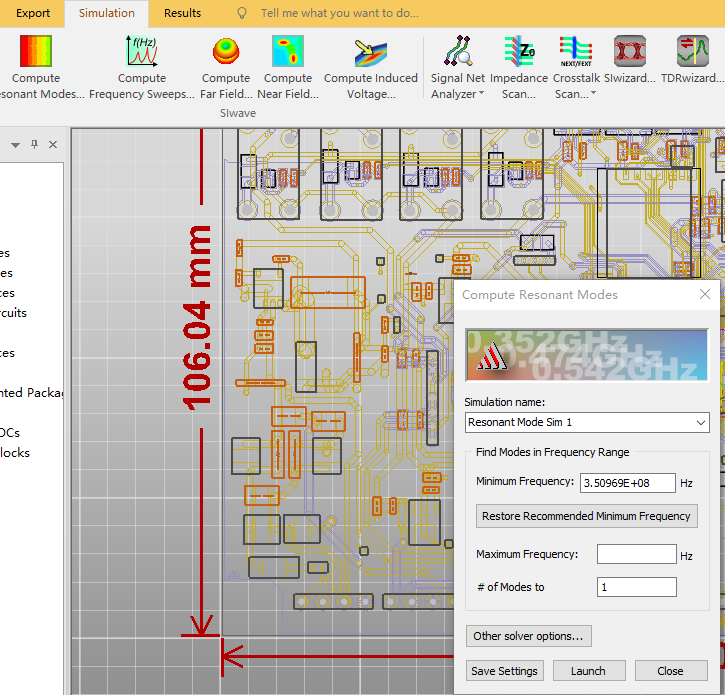 Export Simulation Results Tell me what you want to do...
Compute Compute Compute Compute Compute Induced Signal Net Impedance Crosstalk SIwizard... TDRwizard...
esonant Modes... Frequency Sweeps... Far Field... Near Field... Voltage... Analyzer Scan... Scan...
f(Hz)
Z0
NEXT/FEXT
SIwave
es
es
ces
rcuits
ces
nted Packag
OCs
locks
106.04 mm
Compute Resonant Modes
0.352GHz
0.474GHz
0.542GHz
Simulation name:
Resonant Mode Sim 1
Find Modes in Frequency Range
Minimum Frequency: 3.50969E+08 Hz
Restore Recommended Minimum Frequency
Maximum Frequency: Hz
# of Modes to 1
Other solver options...
Save Settings Launch Close